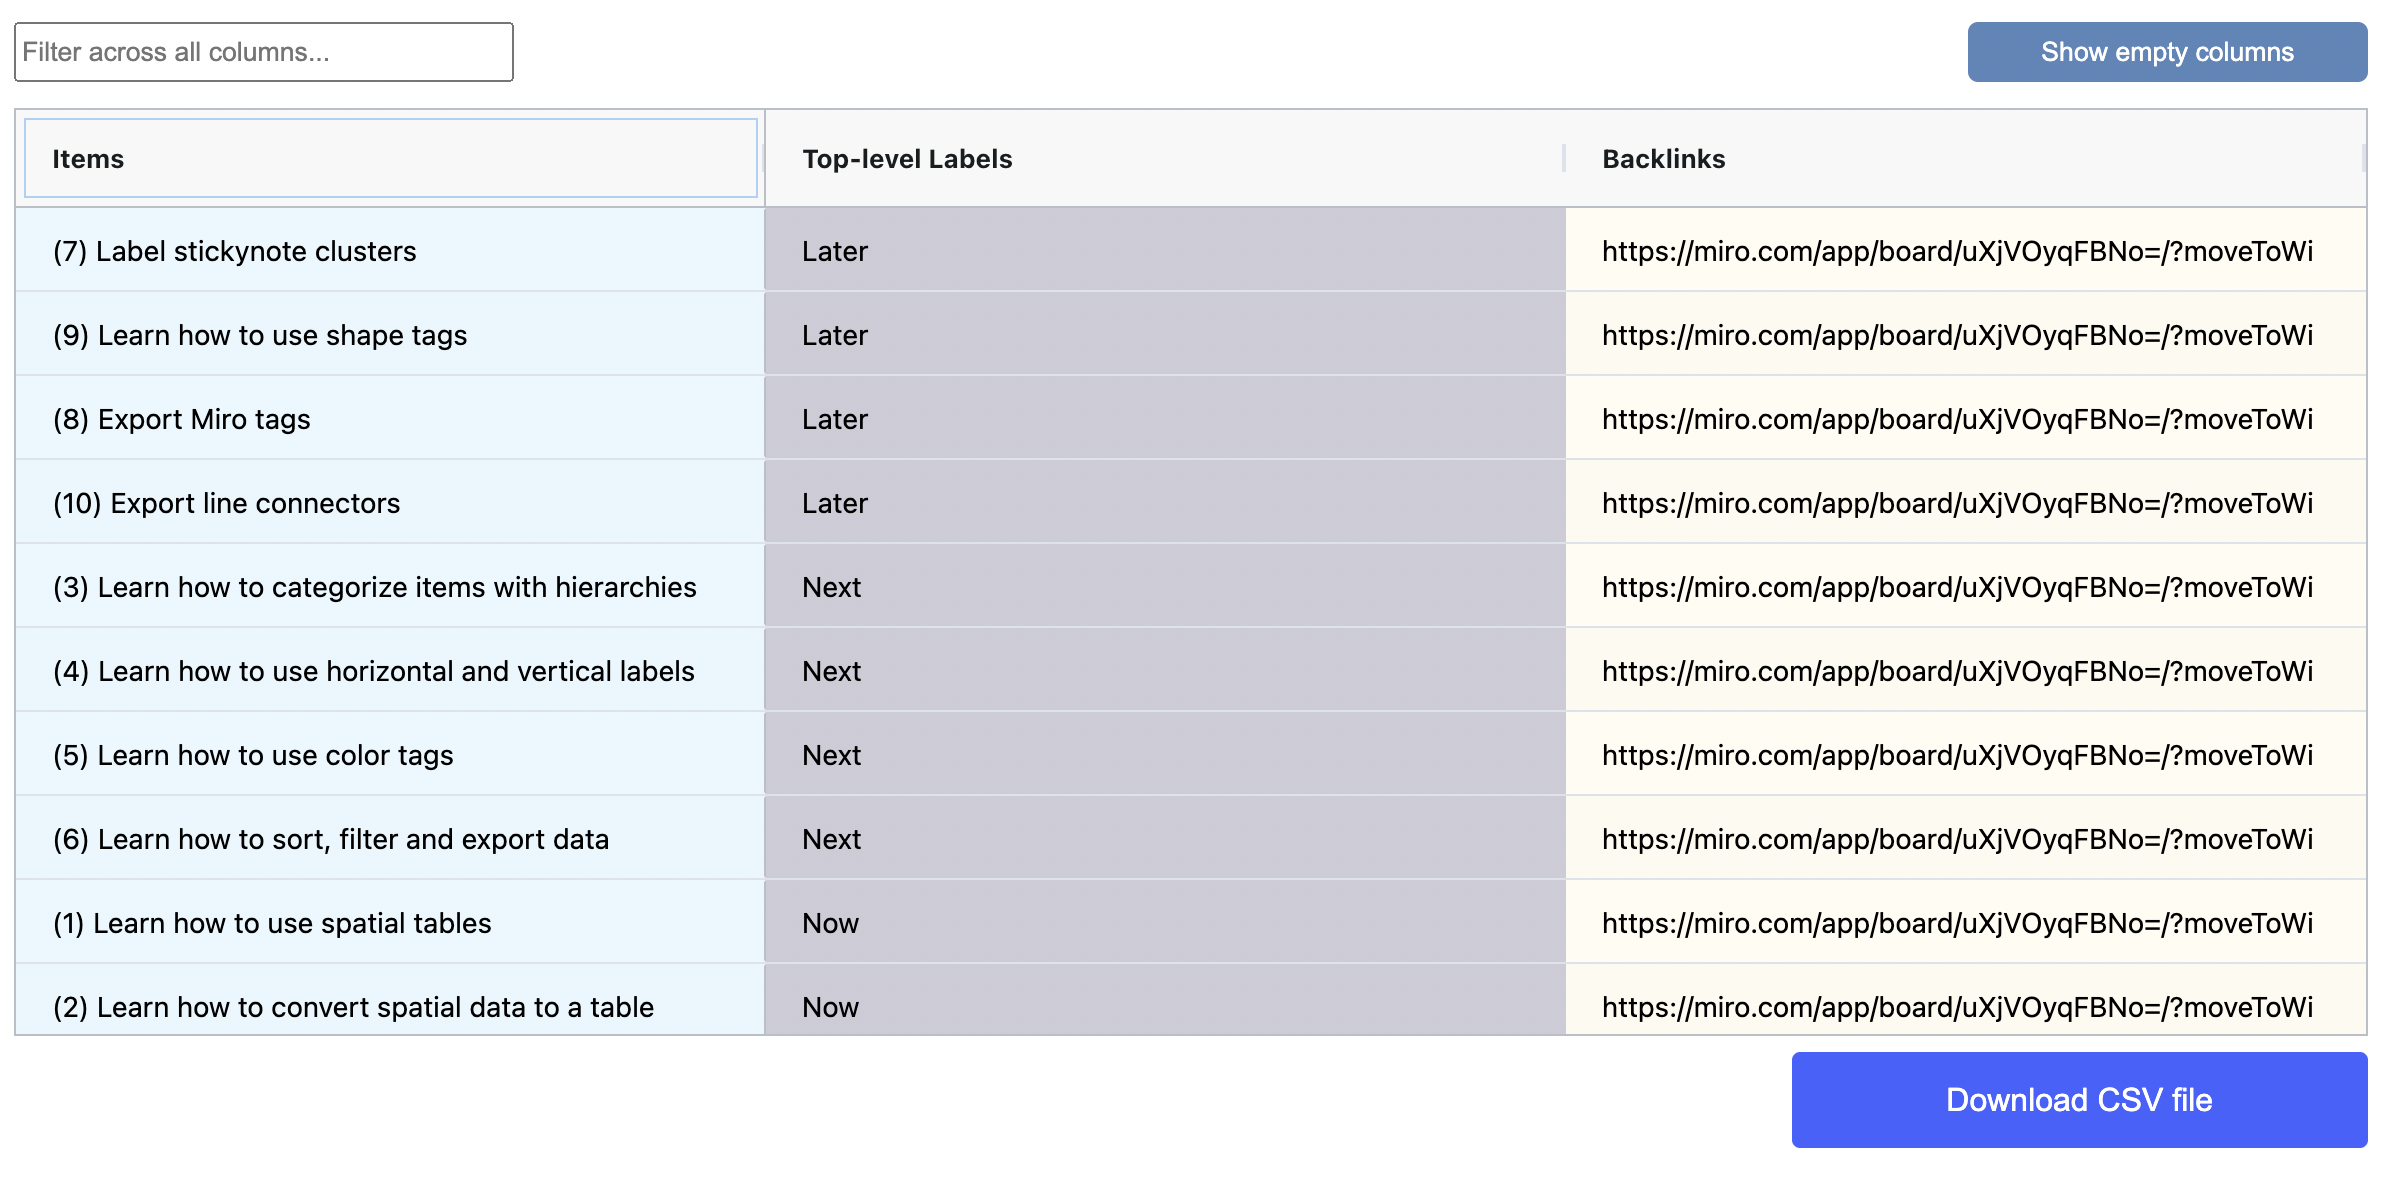 Filter across all columns...
Show empty columns
Items Top-level Labels Backlinks
(7) Label stickynote clusters Later https://miro.com/app/board/uXjVOyqFBNo=/?moveToWi
(9) Learn how to use shape tags Later https://miro.com/app/board/uXjVOyqFBNo=/?moveToWi
(8) Export Miro tags Later https://miro.com/app/board/uXjVOyqFBNo=/?moveToWi
(10) Export line connectors Later https://miro.com/app/board/uXjVOyqFBNo=/?moveToWi
(3) Learn how to categorize items with hierarchies Next https://miro.com/app/board/uXjVOyqFBNo=/?moveToWi
(4) Learn how to use horizontal and vertical labels Next https://miro.com/app/board/uXjVOyqFBNo=/?moveToWi
(5) Learn how to use color tags Next https://miro.com/app/board/uXjVOyqFBNo=/?moveToWi
(6) Learn how to sort, filter and export data Next https://miro.com/app/board/uXjVOyqFBNo=/?moveToWi
(1) Learn how to use spatial tables Now https://miro.com/app/board/uXjVOyqFBNo=/?moveToWi
(2) Learn how to convert spatial data to a table Now https://miro.com/app/board/uXjVOyqFBNo=/?moveToWi
Download CSV file